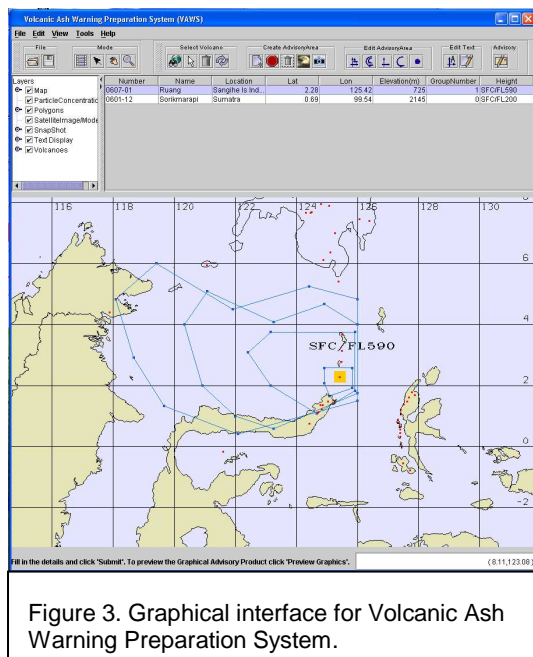 Volcanic Ash Warning Preparation System (VAWS)
File Edit View Tools Help
File Mode Select Volcano Create AdvisoryArea Edit AdvisoryArea Edit Text Advisory
Layers
Map
ParticleConcentratic
Polygons
SatelliteImage/Mode
SnapShot
Text Display
Volcanoes
Number Name Location Lat Lon Elevation(m) GroupNumber Height
0607-01 Ruang Sangihe Is Ind... 2.28 125.42 725 1 SFC/FL590
0601-12 Sorikmarapi Sumatra 0.69 99.54 2145 0 SFC/FL200
116 118 120 122 124 126 128 130
6
4
SFC/FL590
2
0
-2
Fill in the details and click 'Submit'. To preview the Graphical Advisory Product click 'Preview Graphics'.
(8.11,123.08)
Figure 3. Graphical interface for Volcanic Ash
Warning Preparation System.